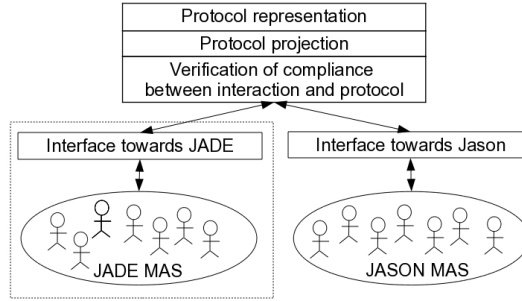 Protocol representation
Protocol projection
Verification of compliance
between interaction and protocol
Interface towards JADE
Interface towards Jason
JADE MAS
JASON MAS